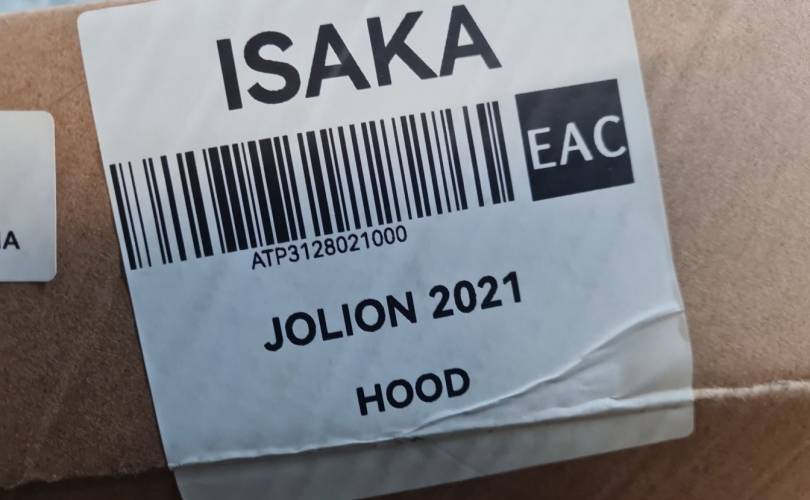 ISAKA
EAC
ATP3128021000
JOLION 2021
HOOD